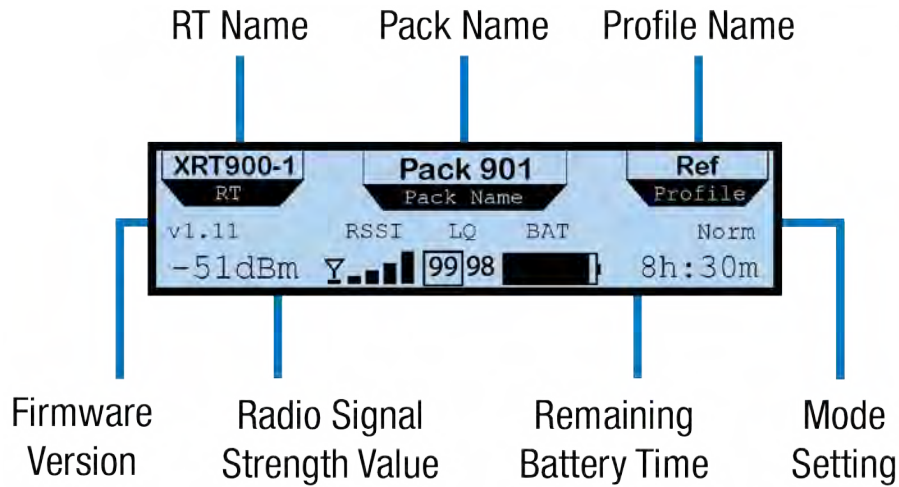 RT Name Pack Name Profile Name
XRT900-1 Pack 901 Ref
RT Pack Name Profile
v1.11 RSSI LQ BAT Norm
-51dBm 99 98 8h:30m
Firmware Radio Signal Remaining Mode
Version Strength Value Battery Time Setting